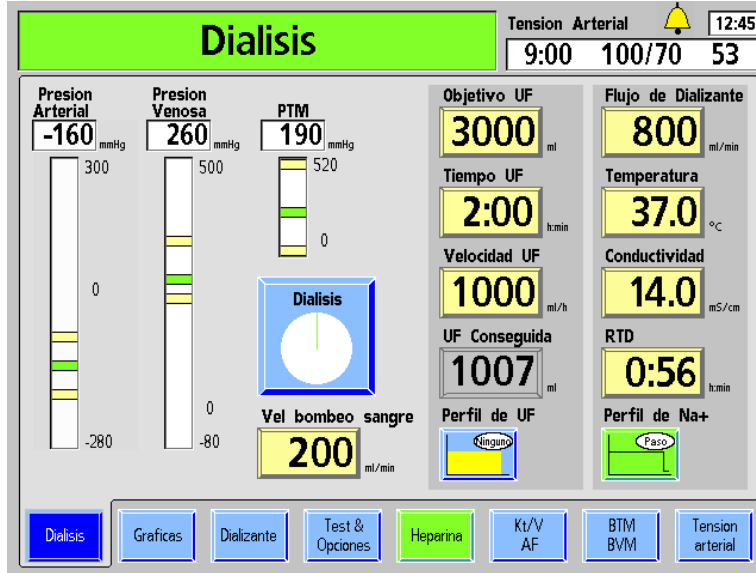 Dialisis
Tension Arterial 12:45
9:00 100/70 53
Presion Arterial
-160 mmHg
300
0
-280
Presion Venosa
260 mmHg
500
0
-80
PTM
190 mmHg
520
0
Dialisis
Vel bombeo sangre
200 ml/min
Objetivo UF
3000 ml
Tiempo UF
2:00 h:min
Velocidad UF
1000 ml/h
UF Conseguida
1007 ml
Perfil de UF
Ninguno
Flujo de Dializante
800 ml/min
Temperatura
37.0 °C
Conductividad
14.0 mS/cm
RTD
0:56 h:min
Perfil de Na+
Paso
Dialisis
Graficas
Dializante
Test &
Opciones
Heparina
Kt/V
AF
BTM
BVM
Tension
arterial